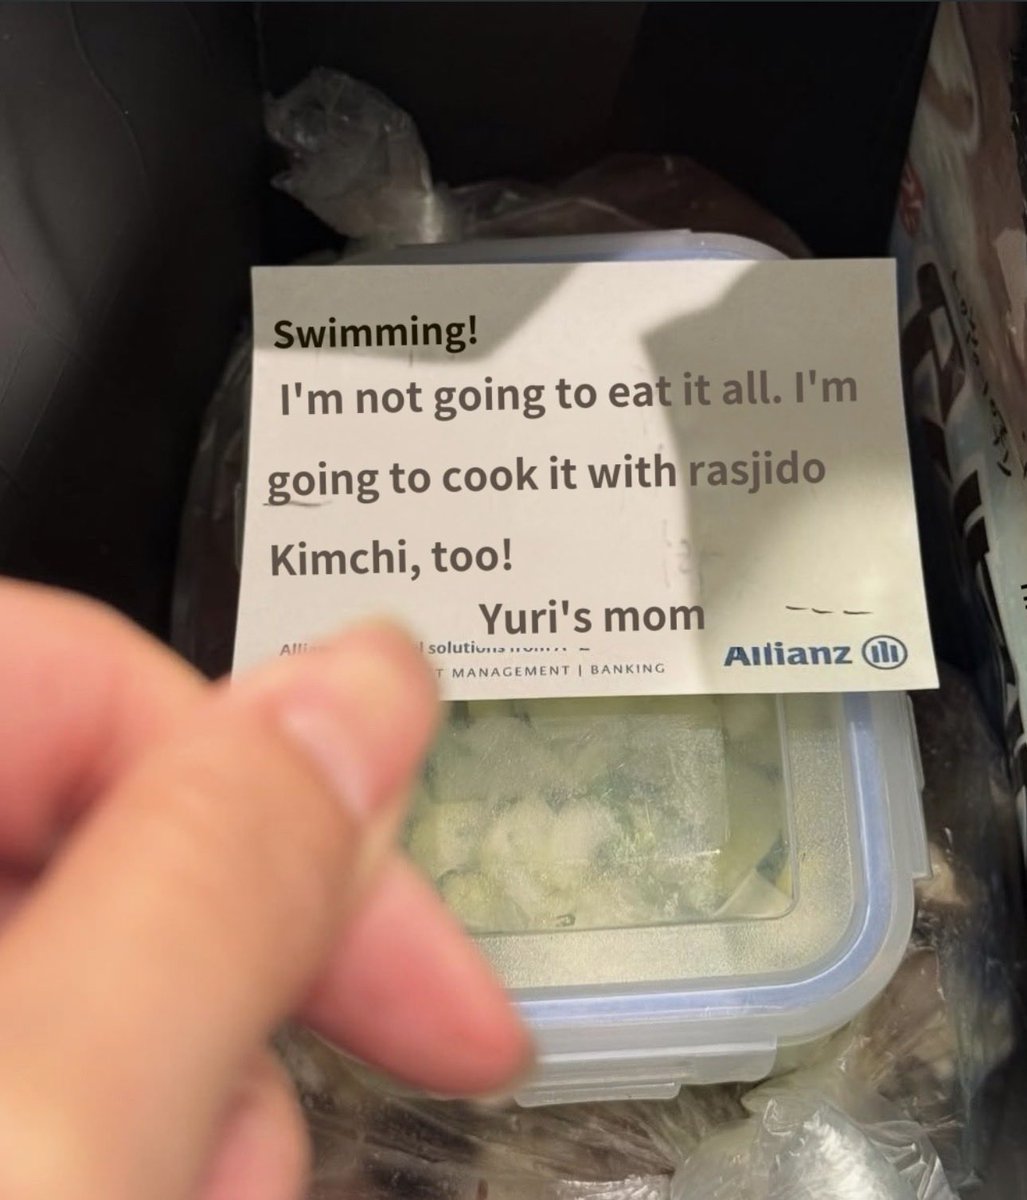 Swimming!
I'm not going to eat it all. I'm
going to cook it with rasjido
Kimchi, too!
Yuri's mom
solutions
MANAGEMENT | BANKING
Allianz